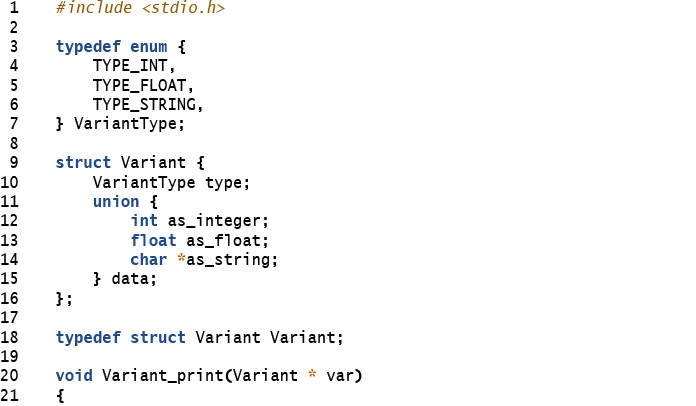 1 #include <stdio.h>
2
3 typedef enum {
4 TYPE_INT,
5 TYPE_FLOAT,
6 TYPE_STRING,
7 } VariantType;
8
9 struct Variant {
10 VariantType type;
11 union {
12 int as_integer;
13 float as_float;
14 char *as_string;
15 } data;
16 };
17
18 typedef struct Variant Variant;
19
20 void Variant_print(Variant * var)
21 {